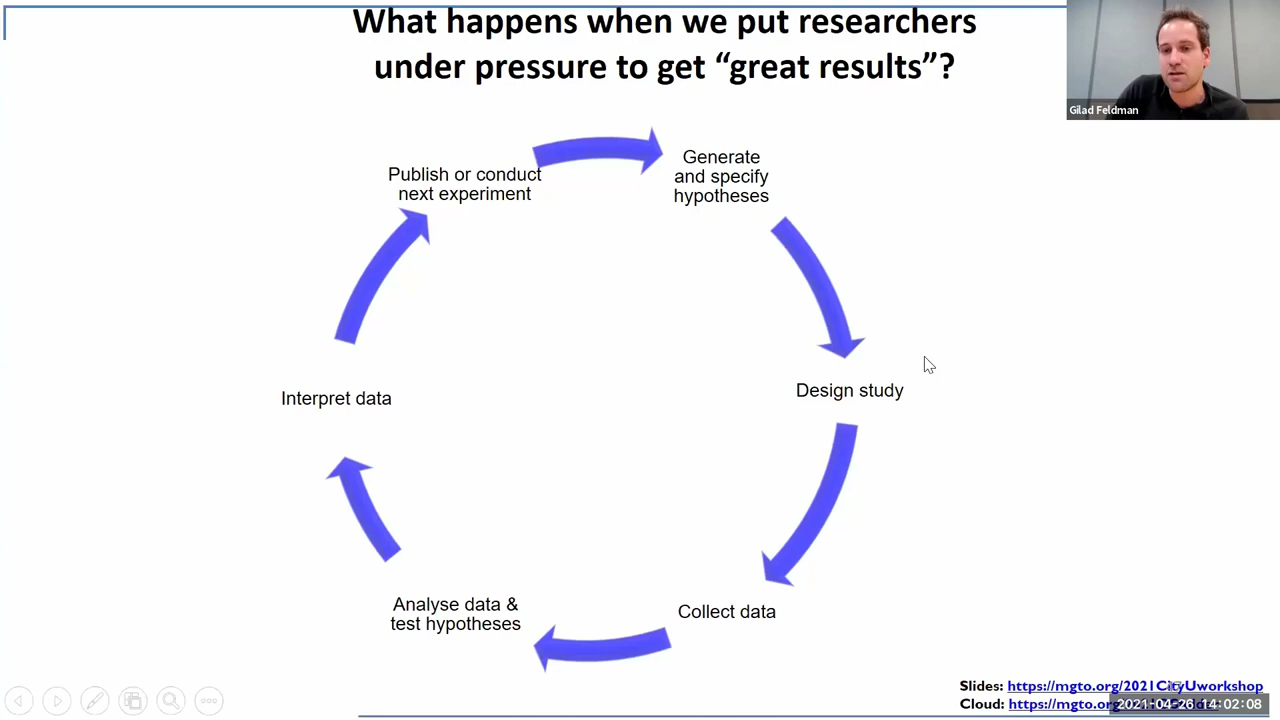 What happens when we put researchers
under pressure to get “great results”?
Gilad Feldman
Publish or conduct
next experiment
Generate
and specify
hypotheses
Design study
Interpret data
Analyse data &
test hypotheses
Collect data
Slides: https://mgto.org/2021CityUworkshop
Cloud: https://mgto.org/
2021-04-26 14:02:08